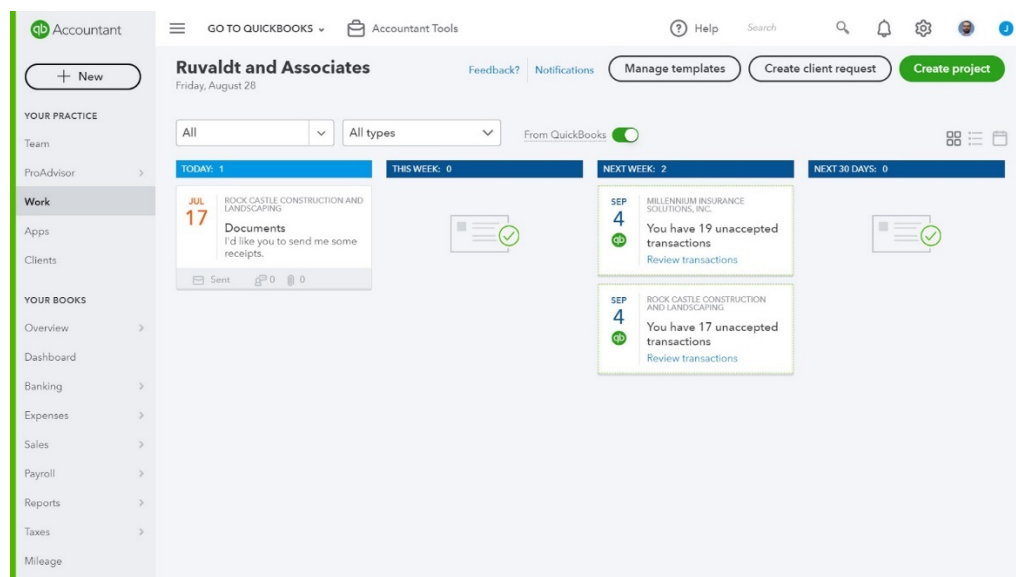 qb Accountant
GO TO QUICKBOOKS
Accountant Tools
? Help
Search
J
+ New
YOUR PRACTICE
Team
ProAdvisor
Work
Apps
Clients
YOUR BOOKS
Overview
Dashboard
Banking
Expenses
Sales
Payroll
Reports
Taxes
Mileage
Ruvaldt and Associates
Friday, August 28
Feedback?
Notifications
Manage templates
Create client request
Create project
All
All types
From QuickBooks
TODAY: 1
JUL
17
ROCK CASTLE CONSTRUCTION AND
LANDSCAPING
Documents
I'd like you to send me some
receipts.
Sent
0
0
THIS WEEK: 0
NEXT WEEK: 2
SEP
4
qb
MILLENNIUM INSURANCE
SOLUTIONS, INC.
You have 19 unaccepted
transactions
Review transactions
SEP
4
qb
ROCK CASTLE CONSTRUCTION
AND LANDSCAPING
You have 17 unaccepted
transactions
Review transactions
NEXT 30 DAYS: 0